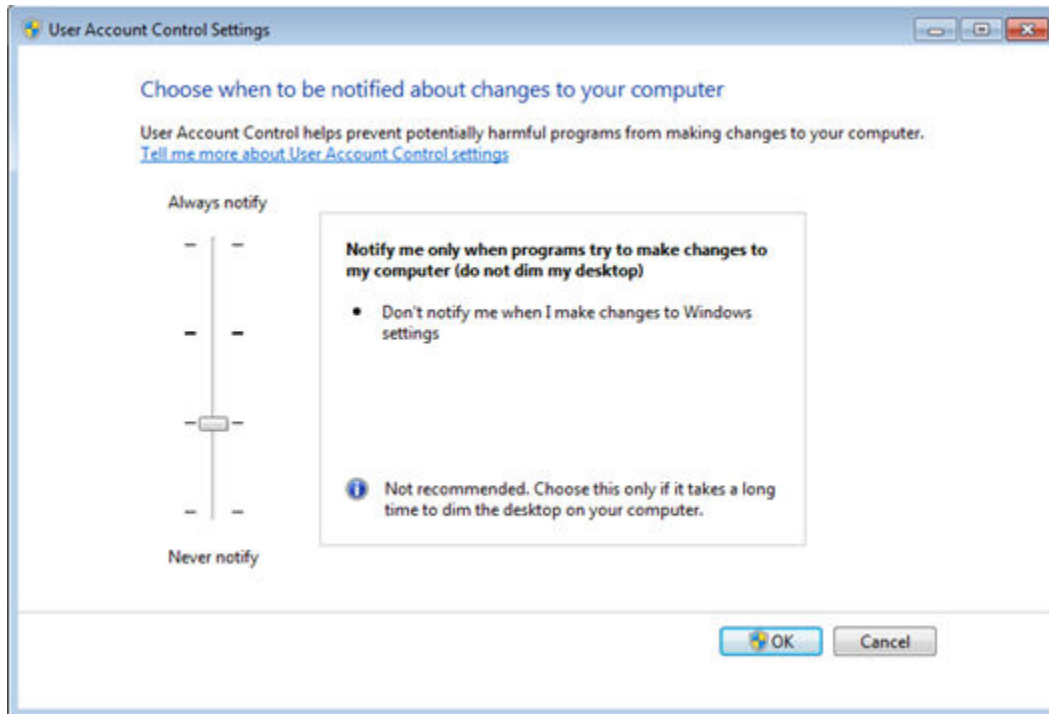 User Account Control Settings
Choose when to be notified about changes to your computer
User Account Control helps prevent potentially harmful programs from making changes to your computer.
Tell me more about User Account Control settings
Always notify
Notify me only when programs try to make changes to
my computer (do not dim my desktop)
• Don't notify me when I make changes to Windows
settings
Not recommended. Choose this only if it takes a long
time to dim the desktop on your computer.
Never notify
OK
Cancel